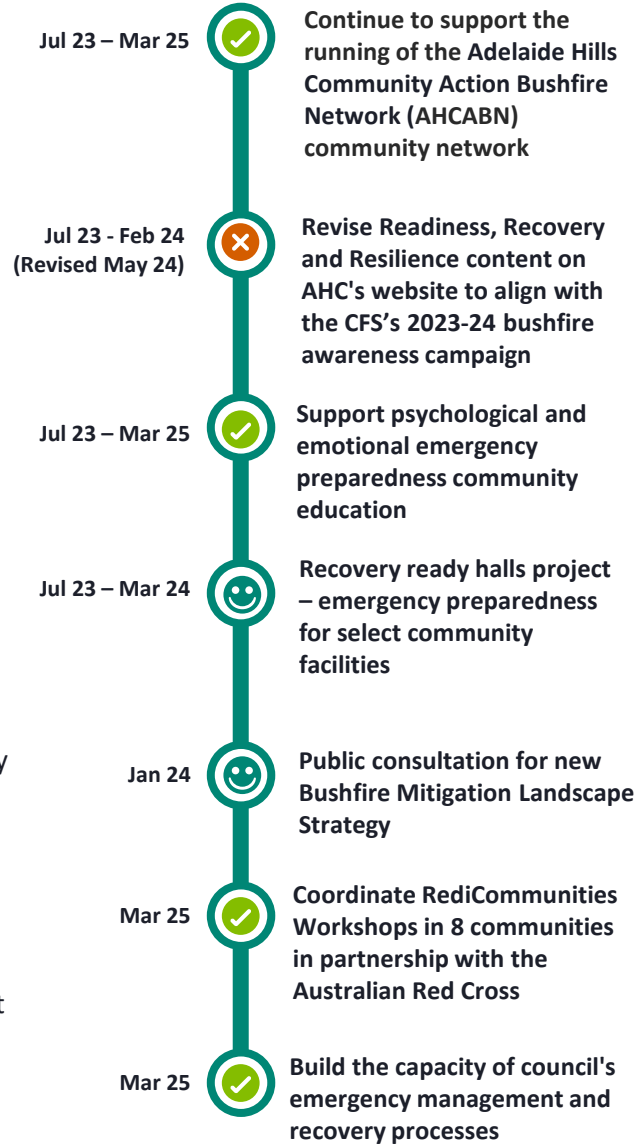 Jul 23 – Mar 25
Continue to support the
running of the Adelaide Hills
Community Action Bushfire
Network (AHCABN)
community network
Jul 23 - Feb 24
(Revised May 24)
Revise Readiness, Recovery
and Resilience content on
AHC's website to align with
the CFS’s 2023-24 bushfire
awareness campaign
Jul 23 – Mar 25
Support psychological and
emotional emergency
preparedness community
education
Jul 23 – Mar 24
Recovery ready halls project
– emergency preparedness
for select community
facilities
y
Jan 24
Public consultation for new
Bushfire Mitigation Landscape
Strategy
Mar 25
Coordinate RediCommunities
Workshops in 8 communities
in partnership with the
Australian Red Cross
t
Mar 25
Build the capacity of council's
emergency management and
recovery processes